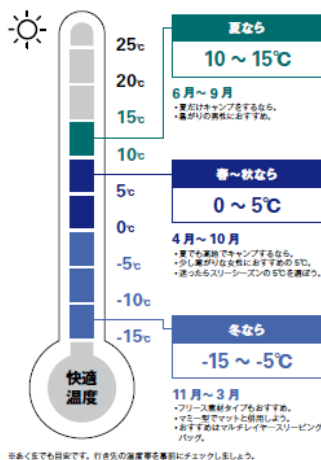 25℃
20℃
15℃
10℃
5℃
0℃
-5℃
-10℃
-15℃
快適
温度
夏なら
10 ～ 15℃
6月～ 9月
・夏だけキャンプをするなら。
・暑がりの男性におすすめ。
春～秋なら
0 ～ 5℃
4月～ 10月
・夏でも高地でキャンプするなら。
・少し寒がりな女性におすすめの 5℃。
・迷ったらスリーシーズンの5℃を選ぼう。
冬なら
-15 ～ -5℃
11月～ 3月
・フリース素材タイプもおすすめ。
・マミー型でマットと併用しよう。
・おすすめはマルチレイヤースリーピング
バッグ。
※あくまでも目安です。行き先の温度帯を事前にチェックしましょう。